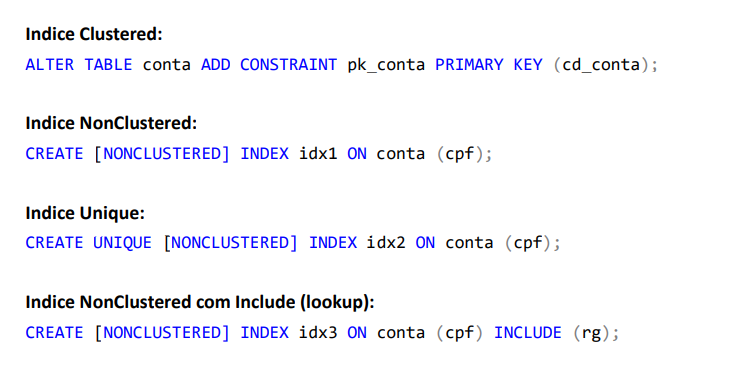 Indice Clustered:
ALTER TABLE conta ADD CONSTRAINT pk_conta PRIMARY KEY (cd_conta);
Indice NonClustered:
CREATE [NONCLUSTERED] INDEX idx1 ON conta (cpf);
Indice Unique:
CREATE UNIQUE [NONCLUSTERED] INDEX idx2 ON conta (cpf);
Indice NonClustered com Include (lookup):
CREATE [NONCLUSTERED] INDEX idx3 ON conta (cpf) INCLUDE (rg);